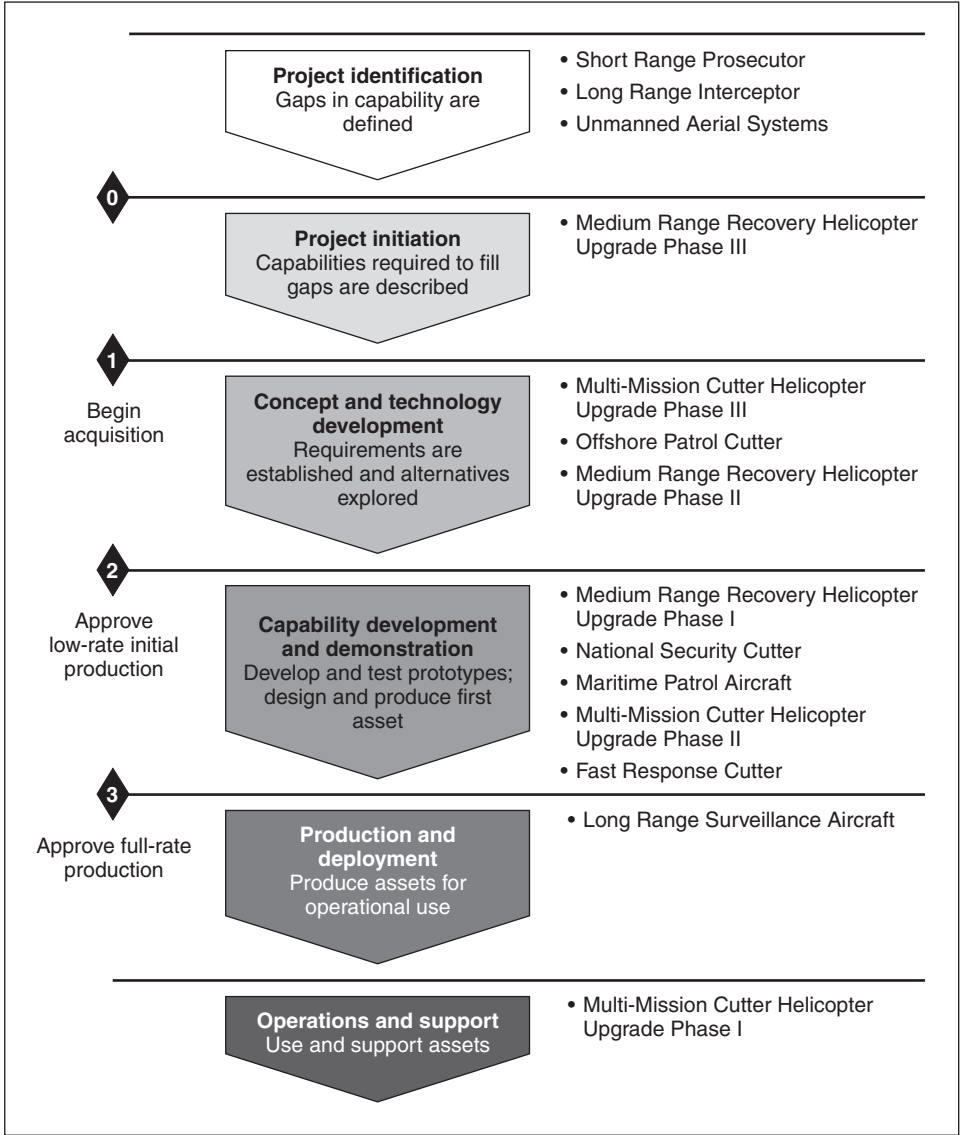 Project identification
Gaps in capability are
defined
• Short Range Prosecutor
• Long Range Interceptor
• Unmanned Aerial Systems
0
Project initiation
Capabilities required to fill
gaps are described
• Medium Range Recovery Helicopter
Upgrade Phase III
1
Begin
acquisition
Concept and technology
development
Requirements are
established and alternatives
explored
• Multi-Mission Cutter Helicopter
Upgrade Phase III
• Offshore Patrol Cutter
• Medium Range Recovery Helicopter
Upgrade Phase II
2
Approve
low-rate initial
production
Capability development
and demonstration
Develop and test prototypes;
design and produce first
asset
• Medium Range Recovery Helicopter
Upgrade Phase I
• National Security Cutter
• Maritime Patrol Aircraft
• Multi-Mission Cutter Helicopter
Upgrade Phase II
• Fast Response Cutter
3
Approve full-rate
production
Production and
deployment
Produce assets for
operational use
• Long Range Surveillance Aircraft
Operations and support
Use and support assets
• Multi-Mission Cutter Helicopter
Upgrade Phase I